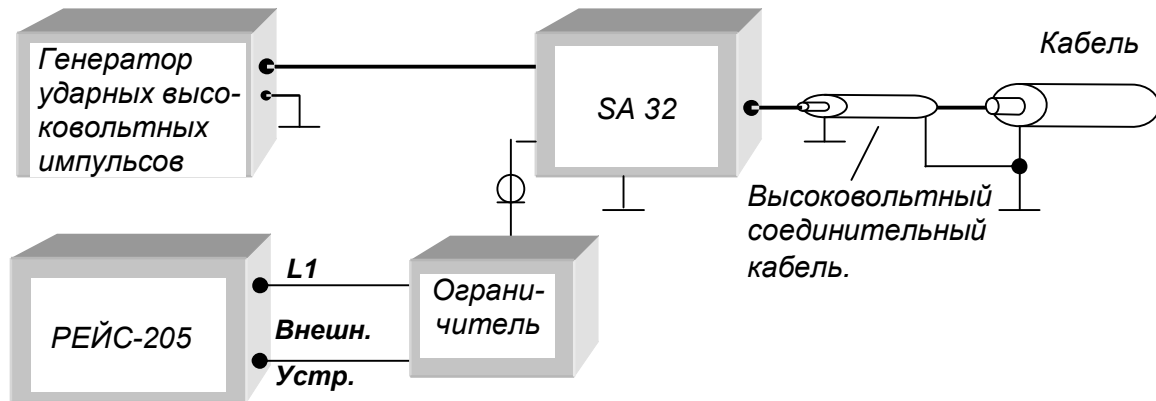 Генератор
ударных высо-
ковольтных
импульсов
SA 32
Кабель
Высоковольтный
соединительный
кабель.
РЕЙС-205
L1
Внешн.
Устр.
Ограни-
читель